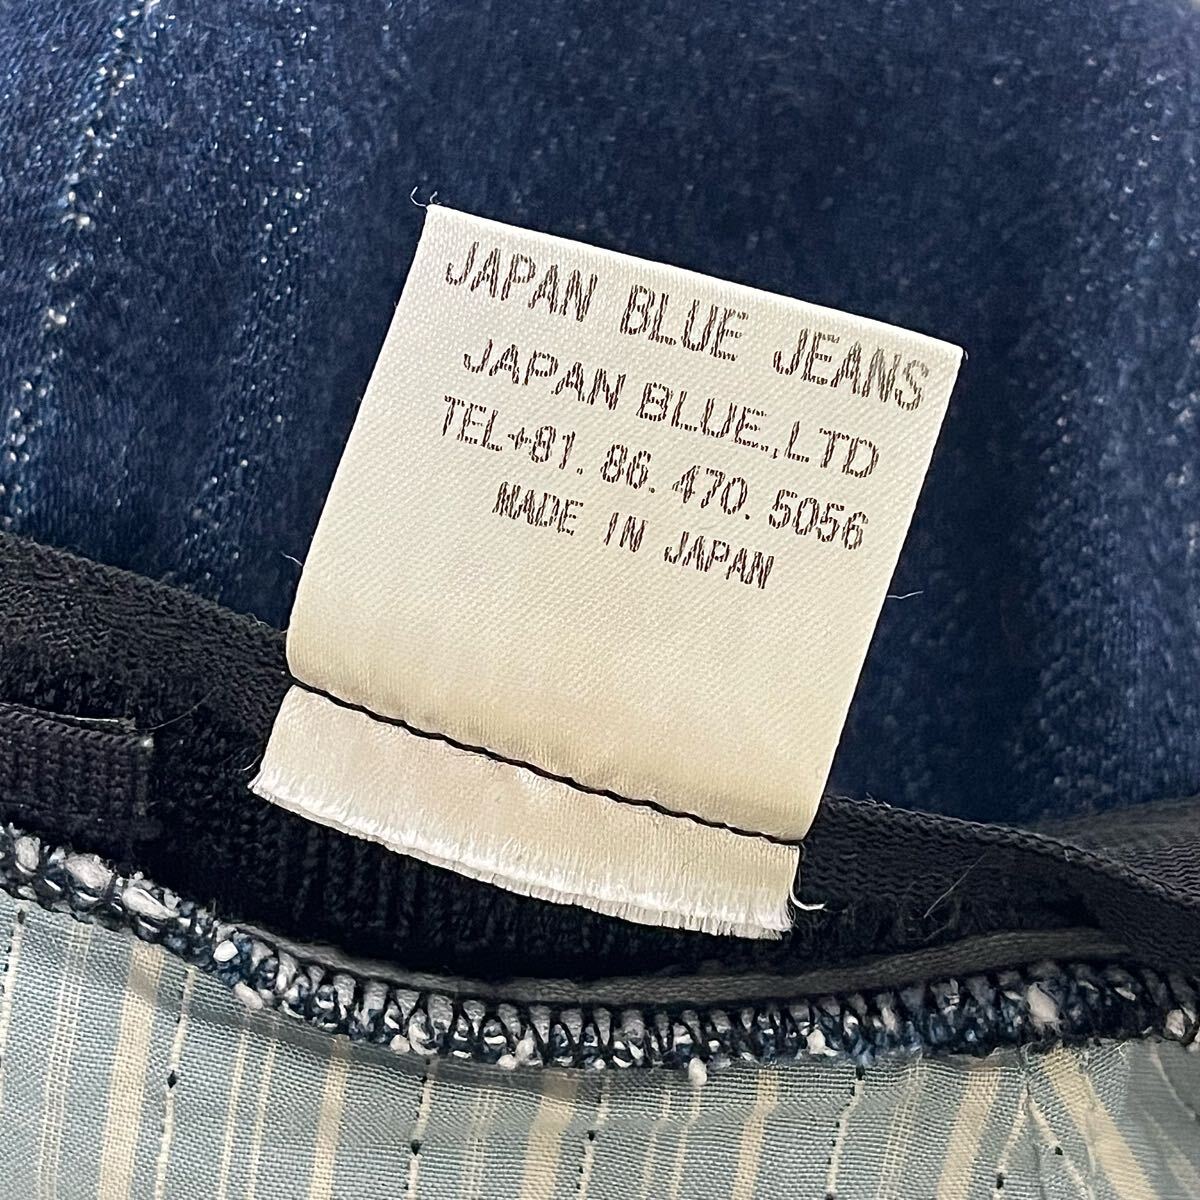 JAPAN BLUE JEANS
JAPAN BLUE.,LTD
TEL+81. 86. 470. 5056
MADE IN JAPAN